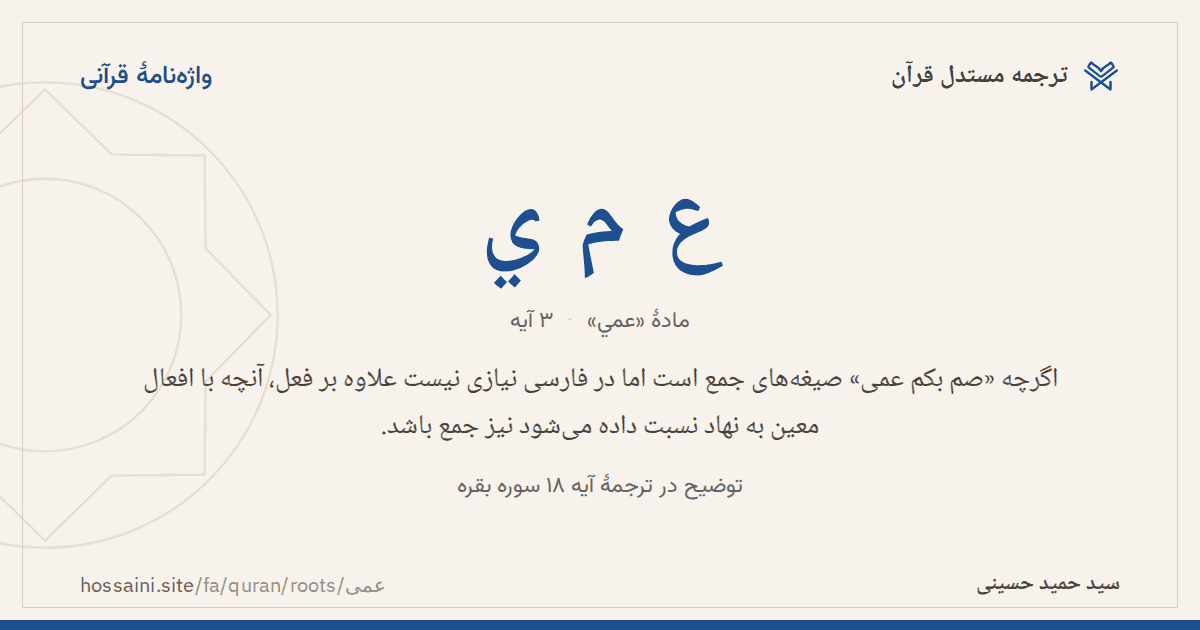 ترجمه مستدل قرآن
واژه‌نامهٔ قرآنی
ع م ي
مادهٔ «عمي» · ۳ آیه
اگرچه «صم بکم عمی» صیغه‌های جمع است اما در فارسی نیازی نیست علاوه بر فعل، آنچه با افعال
معین به نهاد نسبت داده می‌شود نیز جمع باشد.
توضیح در ترجمهٔ آیه ۱۸ سوره بقره
سید حمید حسینی
hossaini.site/fa/quran/roots/عمی